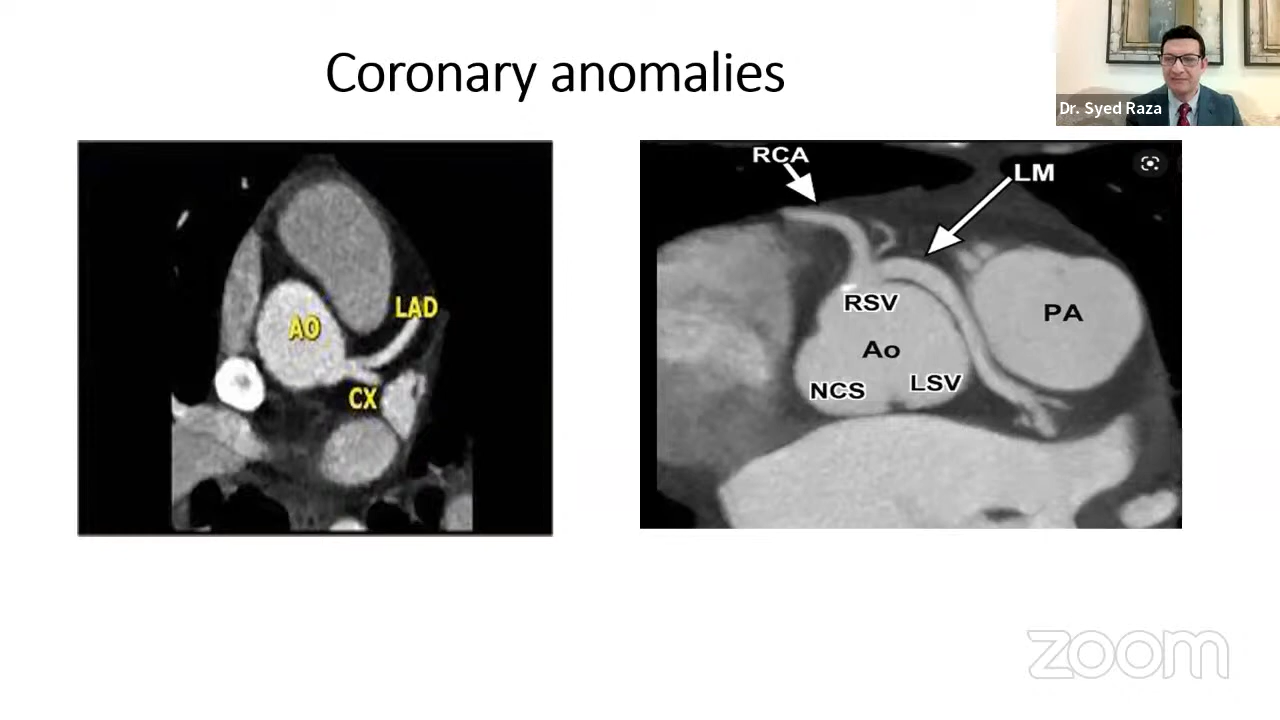 Coronary anomalies
Dr. Syed Raza
AO
LAD
CX
RCA
LM
RSV
PA
Ao
NCS
LSV
zoom